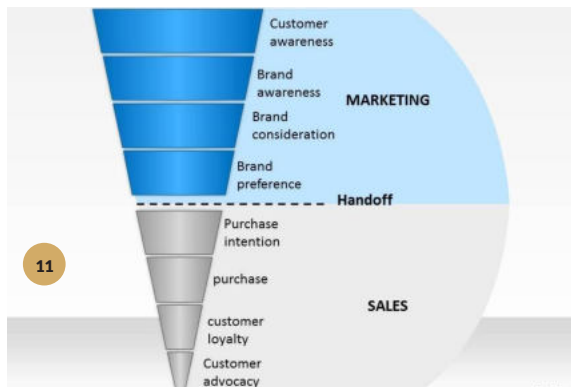 Customer
awareness
Brand
awareness
MARKETING
Brand
consideration
Brand
preference
Handoff
Purchase
intention
11
purchase
SALES
customer
loyalty
Customer
advocacy